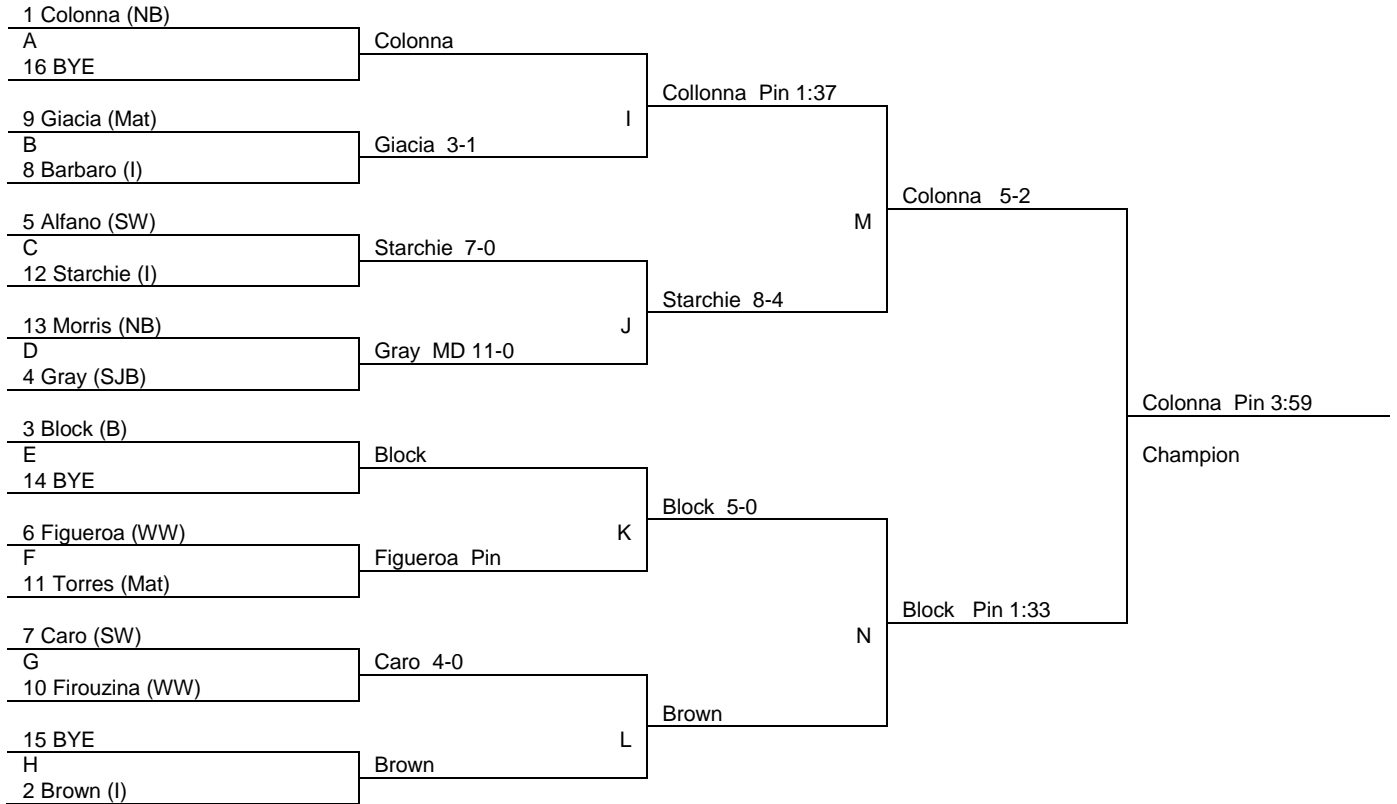 1 Colonna (NB)
A
Colonna
16 BYE
Collonna Pin 1:37
9 Giacia (Mat)
I
B
Giacia 3-1
8 Barbaro (I)
Colonna 5-2
5 Alfano (SW)
M
C
Starchie 7-0
12 Starchie (I)
Starchie 8-4
13 Morris (NB)
J
D
Gray MD 11-0
4 Gray (SJB)
Colonna Pin 3:59
3 Block (B)
E
Block
Champion
14 BYE
Block 5-0
6 Figueroa (WW)
K
F
Figueroa Pin
11 Torres (Mat)
Block Pin 1:33
7 Caro (SW)
N
G
Caro 4-0
10 Firouzina (WW)
Brown
15 BYE
L
H
Brown
2 Brown (I)